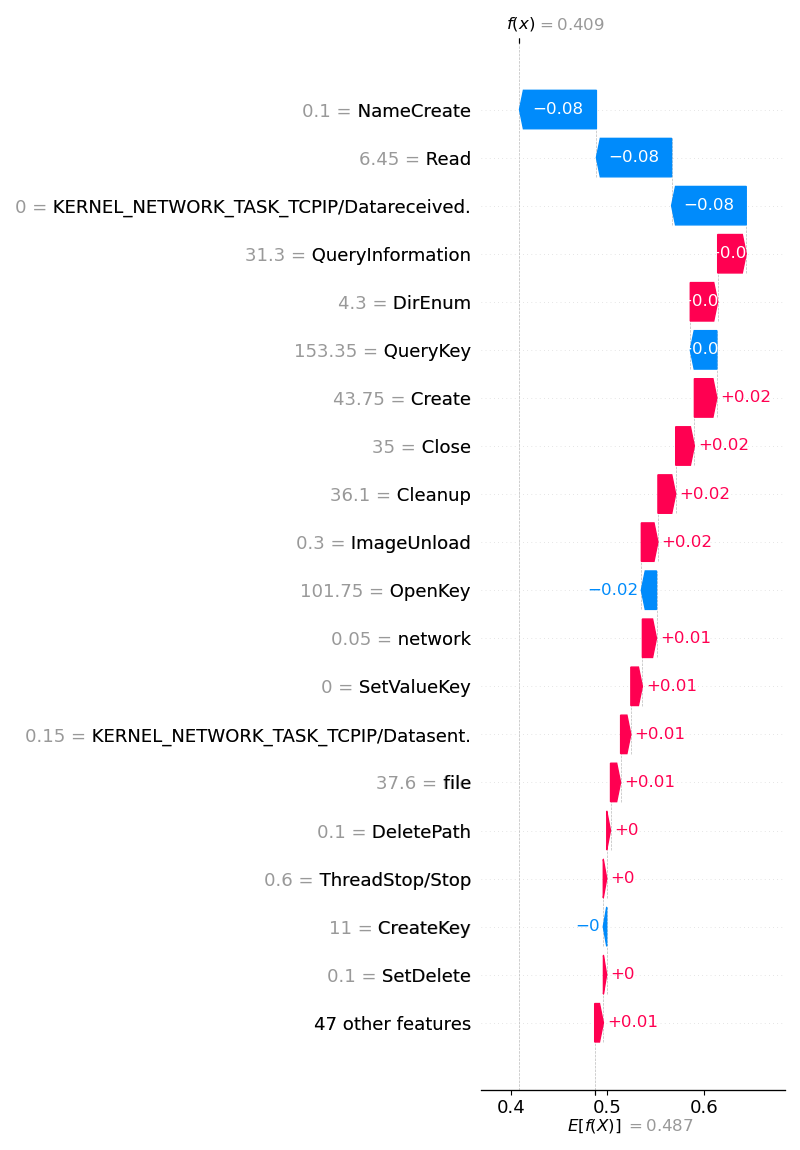 f(x) = 0.409
0.1 = NameCreate
−0.08
6.45 = Read
−0.08
0 = KERNEL_NETWORK_TASK_TCPIP/Datareceived.
−0.08
31.3 = QueryInformation
4.3 = DirEnum
153.35 = QueryKey
43.75 = Create
+0.02
35 = Close
+0.02
36.1 = Cleanup
+0.02
0.3 = ImageUnload
+0.02
101.75 = OpenKey
−0.02
0.05 = network
+0.01
0 = SetValueKey
+0.01
0.15 = KERNEL_NETWORK_TASK_TCPIP/Datasent.
+0.01
37.6 = file
+0.01
0.1 = DeletePath
+0
0.6 = ThreadStop/Stop
+0
11 = CreateKey
−0
0.1 = SetDelete
+0
47 other features
+0.01
0.4 0.5 0.6
E[f(X)] = 0.487